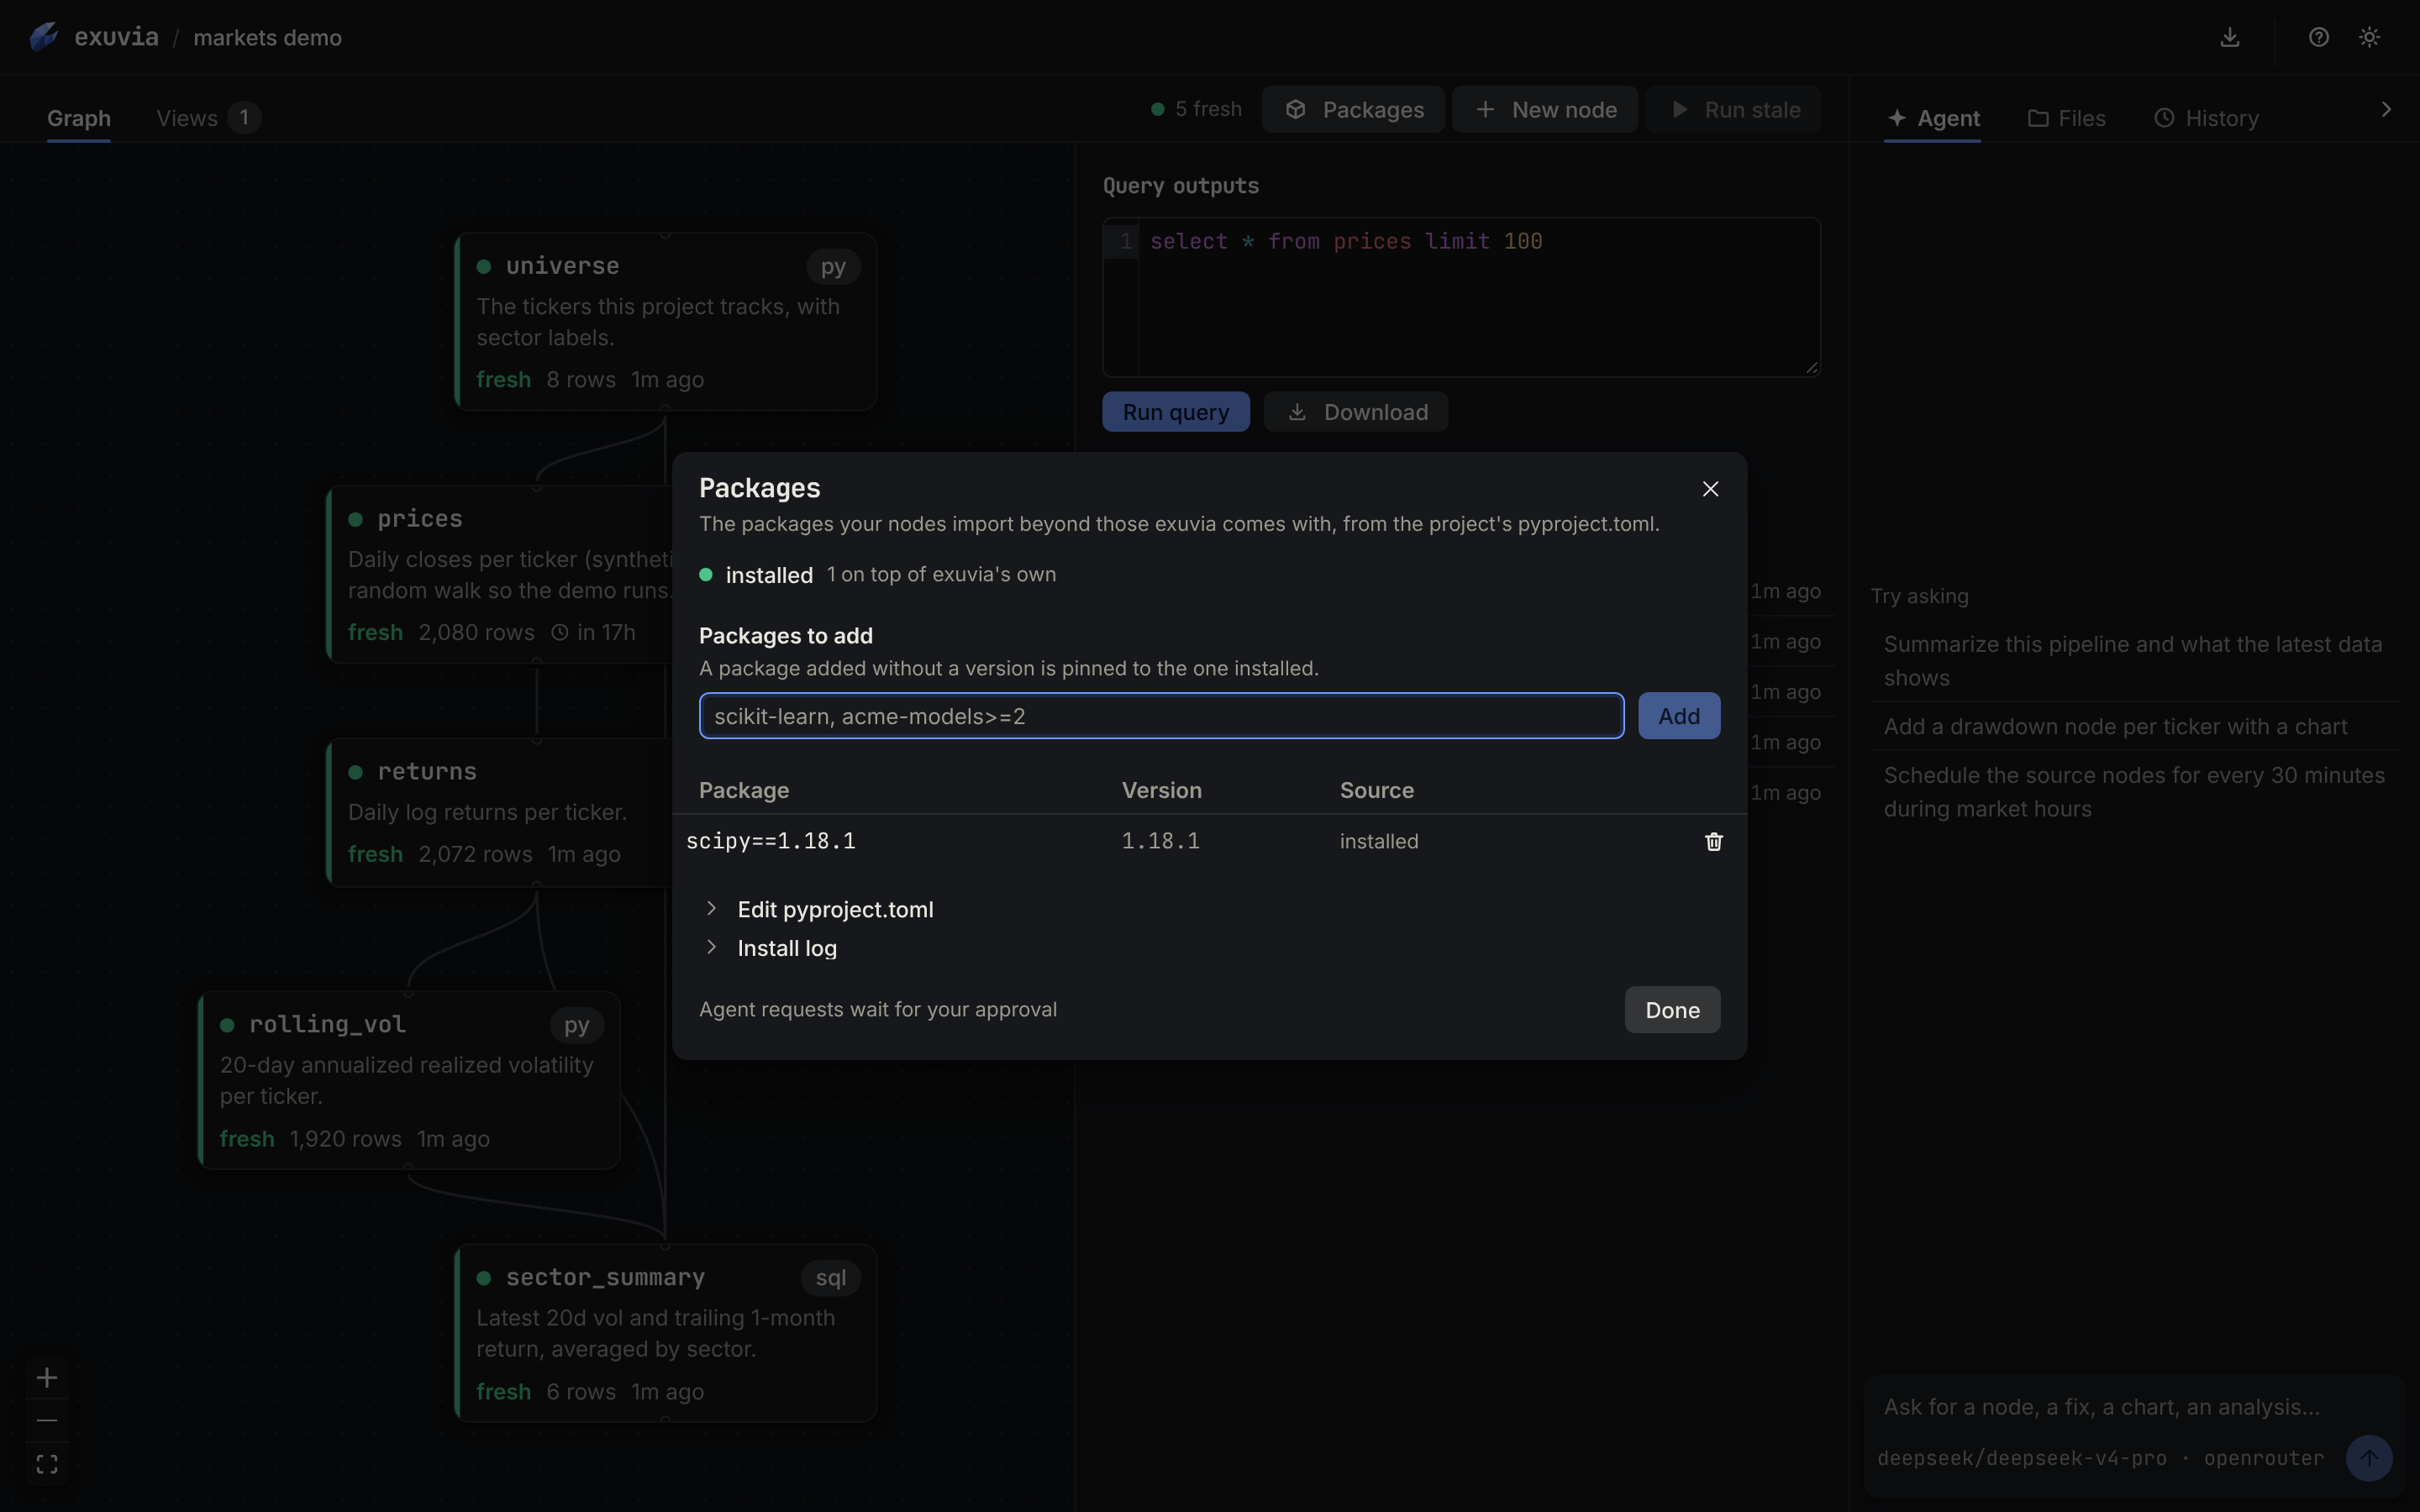 exuvia / markets demo
Graph
Views 1
5 fresh
Packages
New node
Run stale
Agent
Files
History
universe
py
The tickers this project tracks, with
sector labels.
fresh 8 rows 1m ago
prices
Daily closes per ticker (syntheti
random walk so the demo runs.
fresh 2,080 rows in 17h
returns
Daily log returns per ticker.
fresh 2,072 rows 1m ago
rolling_vol
py
20-day annualized realized volatility
per ticker.
fresh 1,920 rows 1m ago
sector_summary
sql
Latest 20d vol and trailing 1-month
return, averaged by sector.
fresh 6 rows 1m ago
Query outputs
1 select * from prices limit 100
Run query
Download
1m ago
1m ago
1m ago
1m ago
1m ago
Packages
The packages your nodes import beyond those exuvia comes with, from the project's pyproject.toml.
installed 1 on top of exuvia's own
Packages to add
A package added without a version is pinned to the one installed.
scikit-learn, acme-models>=2
Add
Package Version Source
scipy==1.18.1 1.18.1 installed
Edit pyproject.toml
Install log
Agent requests wait for your approval
Done
Try asking
Summarize this pipeline and what the latest data
shows
Add a drawdown node per ticker with a chart
Schedule the source nodes for every 30 minutes
during market hours
Ask for a node, a fix, a chart, an analysis...
deepseek/deepseek-v4-pro · openrouter